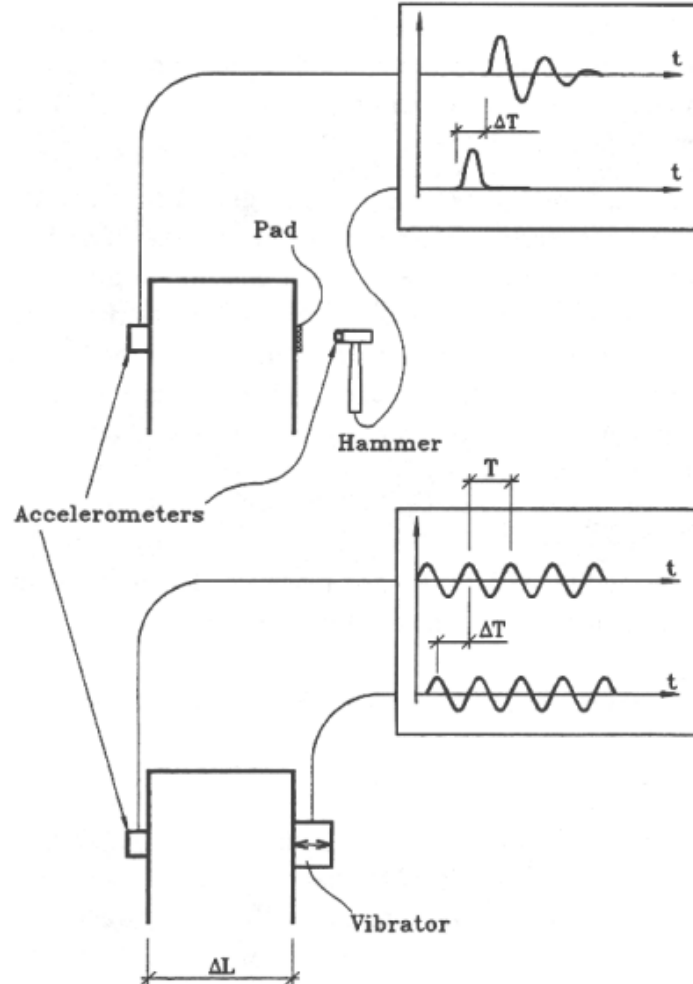 t
ΔT
t
Pad
Hammer
T
Accelerometers
t
ΔT
t
Vibrator
ΔL